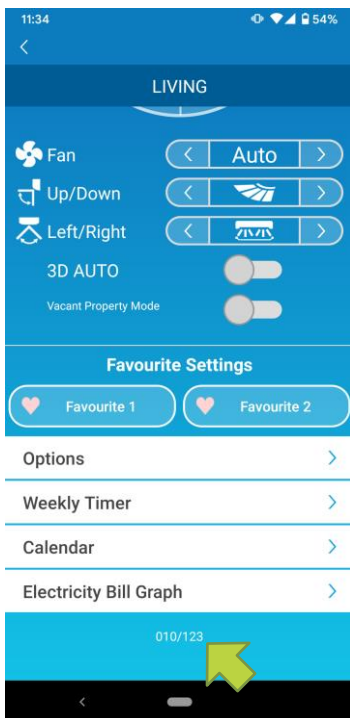 11:34
54%
LIVING
Fan
Auto
Up/Down
Left/Right
3D AUTO
Vacant Property Mode
Favourite Settings
Favourite 1
Favourite 2
Options
Weekly Timer
Calendar
Electricity Bill Graph
010/123